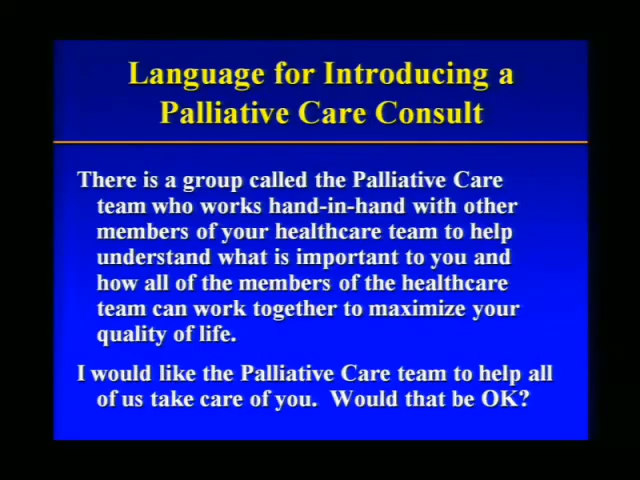 Language for Introducing a
Palliative Care Consult
There is a group called the Palliative Care
team who works hand-in-hand with other
members of your healthcare team to help
understand what is important to you and
how all of the members of the healthcare
team can work together to maximize your
quality of life.
I would like the Palliative Care team to help all
of us take care of you.  Would that be OK?